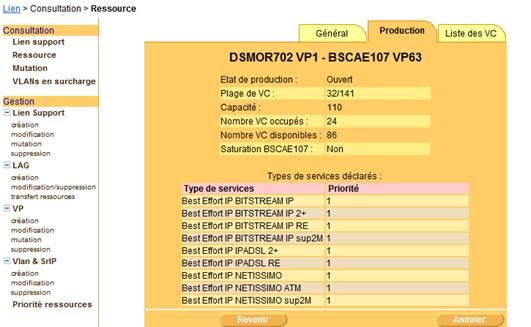 Lien > Consultation > Ressource
Consultation
Lien support
Ressource
Mutation
VLANs en surcharge
Gestion
Lien Support
création
modification
mutation
suppression
LAG
création
modification/suppression
transfert ressources
VP
création
modification
mutation
suppression
Vlan & SrIP
création
modification
suppression
Priorité ressources
Général
Production
Liste des VC
DSMOR702 VP1 - BSCAE107 VP63
Etat de production : Ouvert
Plage de VC : 32/141
Capacité : 110
Nombre VC occupés : 24
Nombre VC disponibles : 86
Saturation BSCAE107 : Non
Types de services déclarés :
Type de services Priorité
Best Effort IP BITSTREAM IP 1
Best Effort IP BITSTREAM IP 2+ 1
Best Effort IP BITSTREAM IP RE 1
Best Effort IP BITSTREAM IP sup2M 1
Best Effort IP IPADSL 2+ 1
Best Effort IP IPADSL RE 1
Best Effort IP NETISSIMO 1
Best Effort IP NETISSIMO ATM 1
Best Effort IP NETISSIMO sup2M 1
Revenir
Annuler